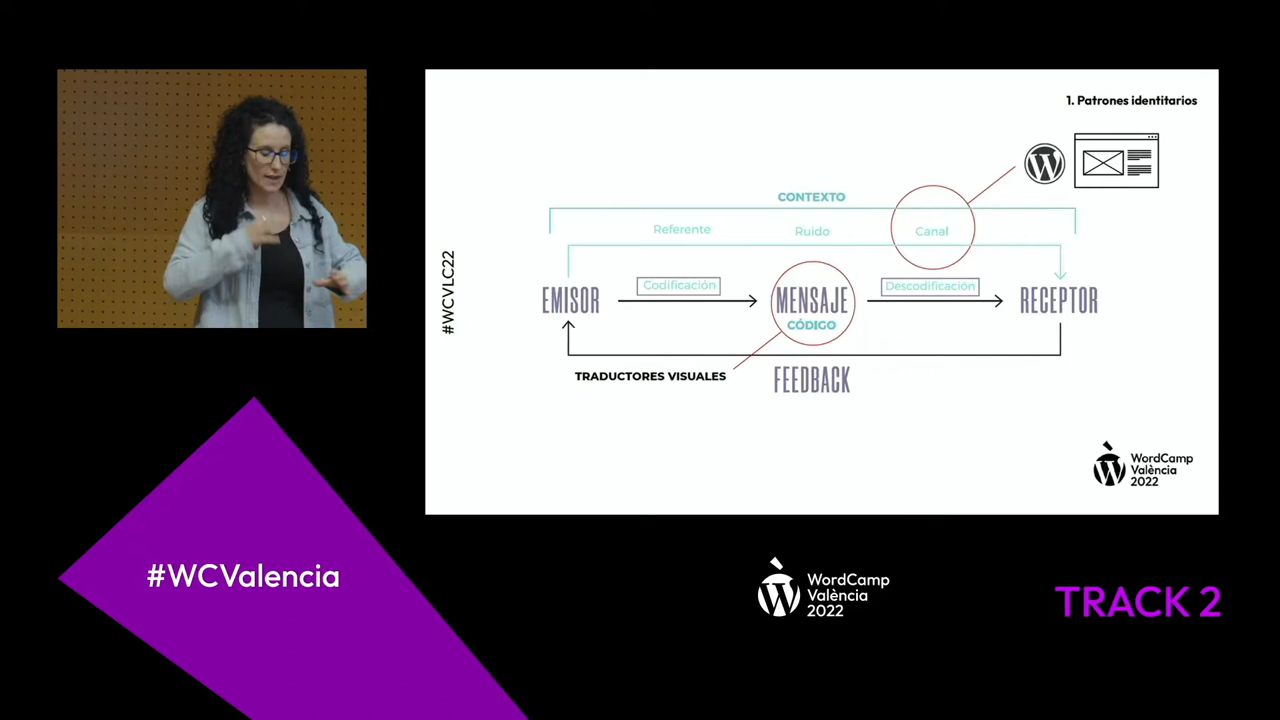 1. Patrones identitarios
CONTEXTO
Referente
Ruido
Canal
Codificación
Descodificación
EMISOR
MENSAJE
RECEPTOR
CÓDIGO
TRADUCTORES VISUALES
FEEDBACK
#WCVLC22
WordCamp
València
2022
#WCValencia
WordCamp
València
2022
TRACK 2